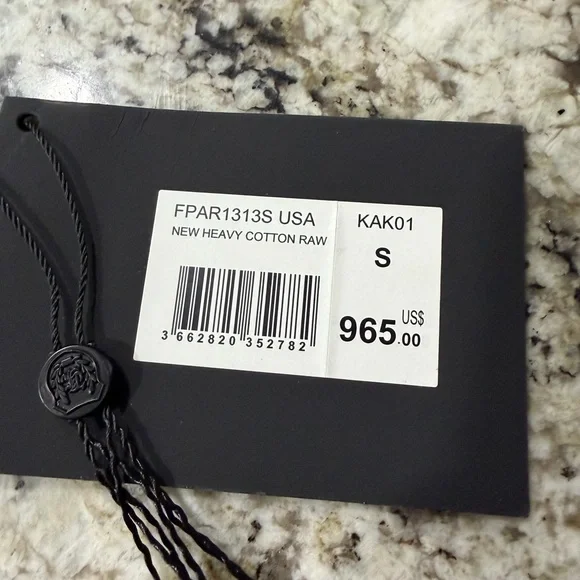 FPAR1313S USA
NEW HEAVY COTTON RAW
3 662820 352782
KAK01
S
965.00 US$